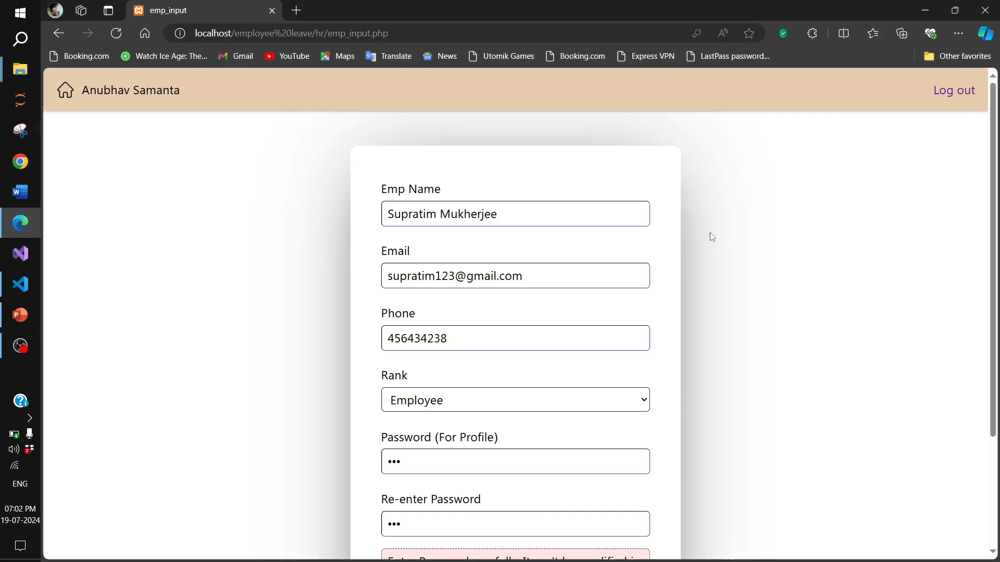 emp_input
localhost/employee%20leave/hr/emp_input.php
Booking.com
Watch Ice Age: The...
Gmail
YouTube
Maps
Translate
News
Utomik Games
Booking.com
Express VPN
LastPass password...
Other favorites
Anubhav Samanta
Log out
Emp Name
Supratim Mukherjee
Email
supratim123@gmail.com
Phone
456434238
Rank
Employee
Password (For Profile)
•••
Re-enter Password
•••
ENG
07:02 PM
19-07-2024